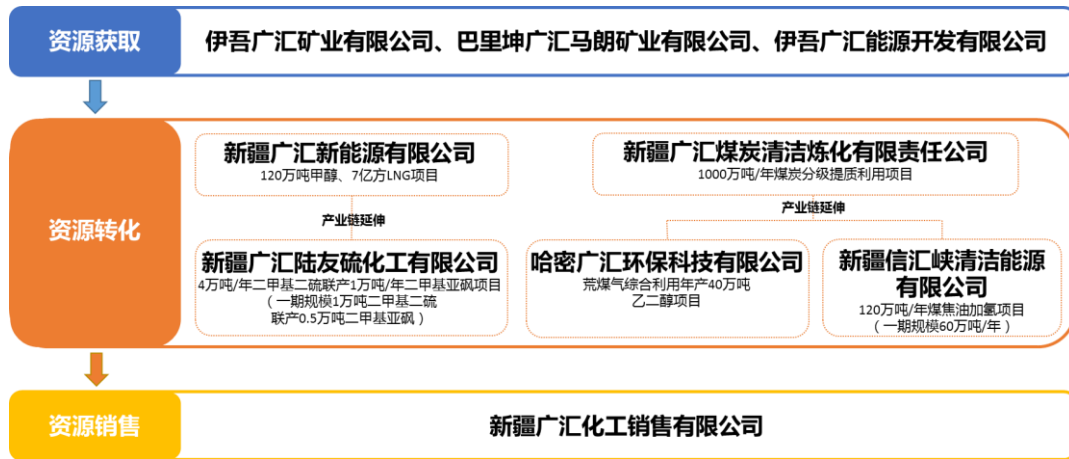 资源获取
伊吾广汇矿业有限公司、巴里坤广汇马朗矿业有限公司、伊吾广汇能源开发有限公司
资源转化
新疆广汇新能源有限公司
120万吨甲醇、7亿方LNG项目
新疆广汇煤炭清洁炼化有限责任公司
1000万吨/年煤炭分级提质利用项目
产业链延伸
产业链延伸
新疆广汇陆友硫化工有限公司
4万吨/年二甲基二硫联产1万吨/年二甲基亚砜项目
（一期规模1万吨二甲基二硫
联产0.5万吨二甲基亚砜）
哈密广汇环保科技有限公司
荒煤气综合利用年产40万吨
乙二醇项目
新疆信汇峡清洁能源
有限公司
120万吨/年煤焦油加氢项目
（一期规模60万吨/年）
资源销售
新疆广汇化工销售有限公司